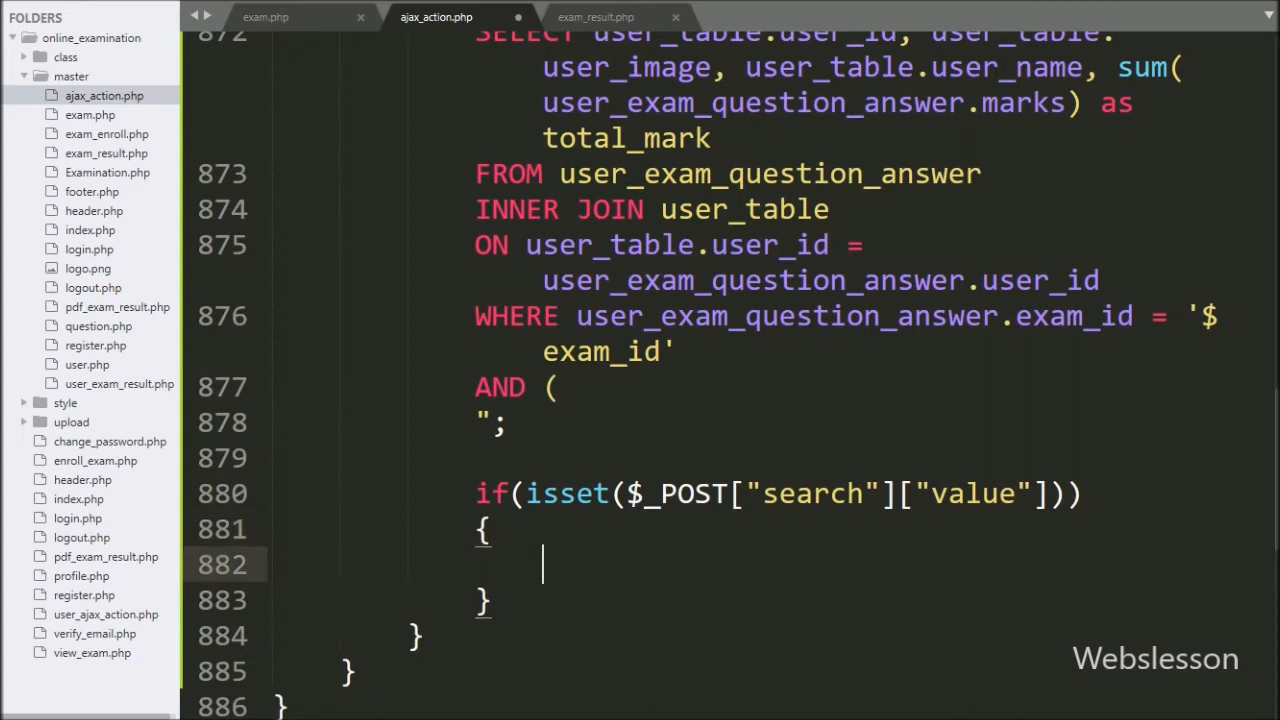 FOLDERS
online_examination
class
master
ajax_action.php
exam.php
exam_enroll.php
exam_result.php
Examination.php
footer.php
header.php
index.php
login.php
logo.png
logout.php
pdf_exam_result.php
question.php
register.php
user.php
user_exam_result.php
style
upload
change_password.php
enroll_exam.php
header.php
index.php
login.php
logout.php
pdf_exam_result.php
profile.php
register.php
user_ajax_action.php
verify_email.php
view_exam.php
exam.php
ajax_action.php
exam_result.php
872 SELECT user_table.user_id, user_table.
user_image, user_table.user_name, sum(
user_exam_question_answer.marks) as
total_mark
873 FROM user_exam_question_answer
874 INNER JOIN user_table
875 ON user_table.user_id =
user_exam_question_answer.user_id
876 WHERE user_exam_question_answer.exam_id = '$
exam_id'
877 AND (
878 ";
879
880 if(isset($_POST["search"]["value"]))
881 {
882
883 }
884 }
885 }
886 }
Webslesson